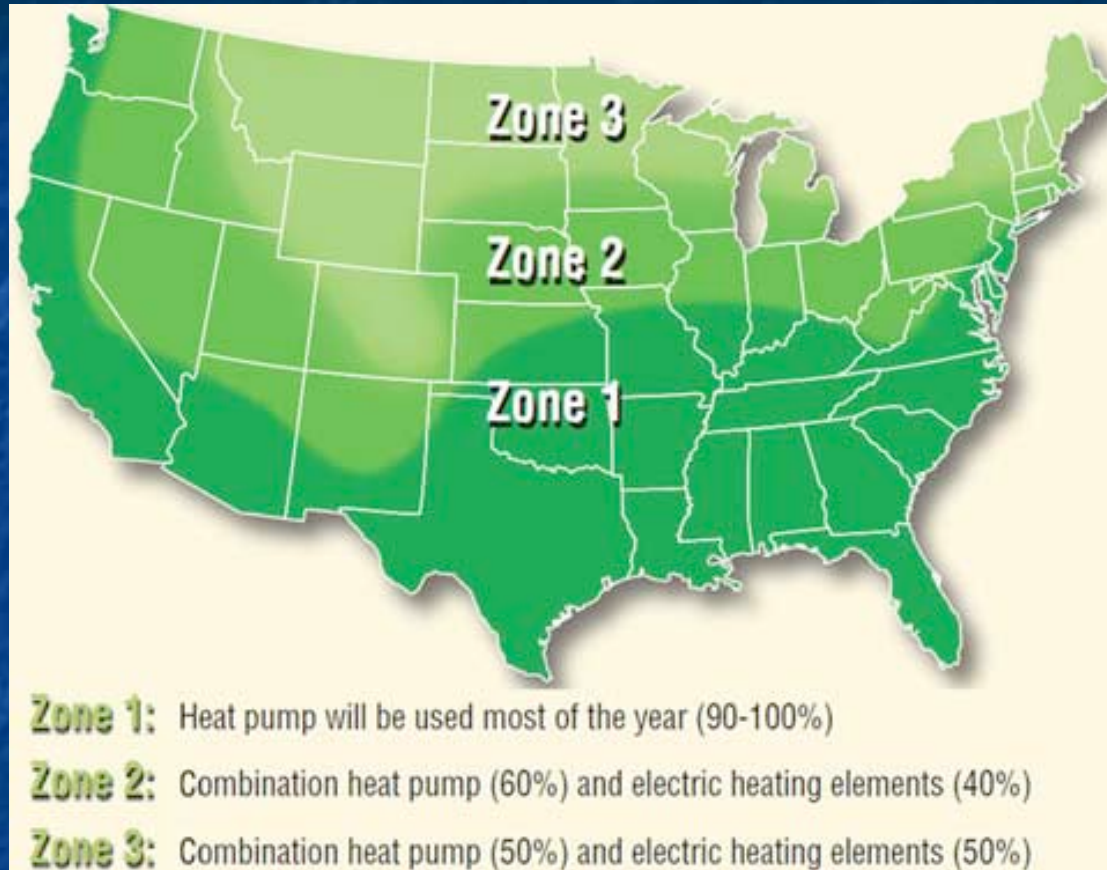 Zone 3
Zone 2
Zone 1
Zone 1: Heat pump will be used most of the year (90-100%)
Zone 2: Combination heat pump (60%) and electric heating elements (40%)
Zone 3: Combination heat pump (50%) and electric heating elements (50%)